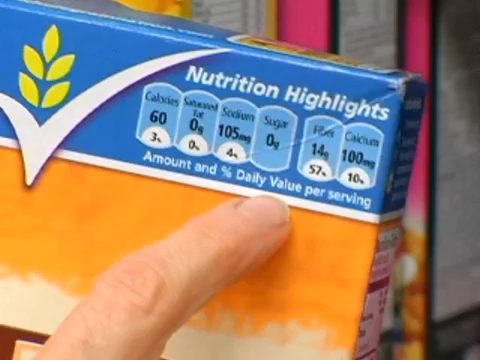 Nutrition Highlights
Calories Saturated Fat Sodium Sugar Fiber Calcium
60 0g 105mg 0g 14g 100mg
3% 0% 4% 57% 10%
Amount and % Daily Value per serving